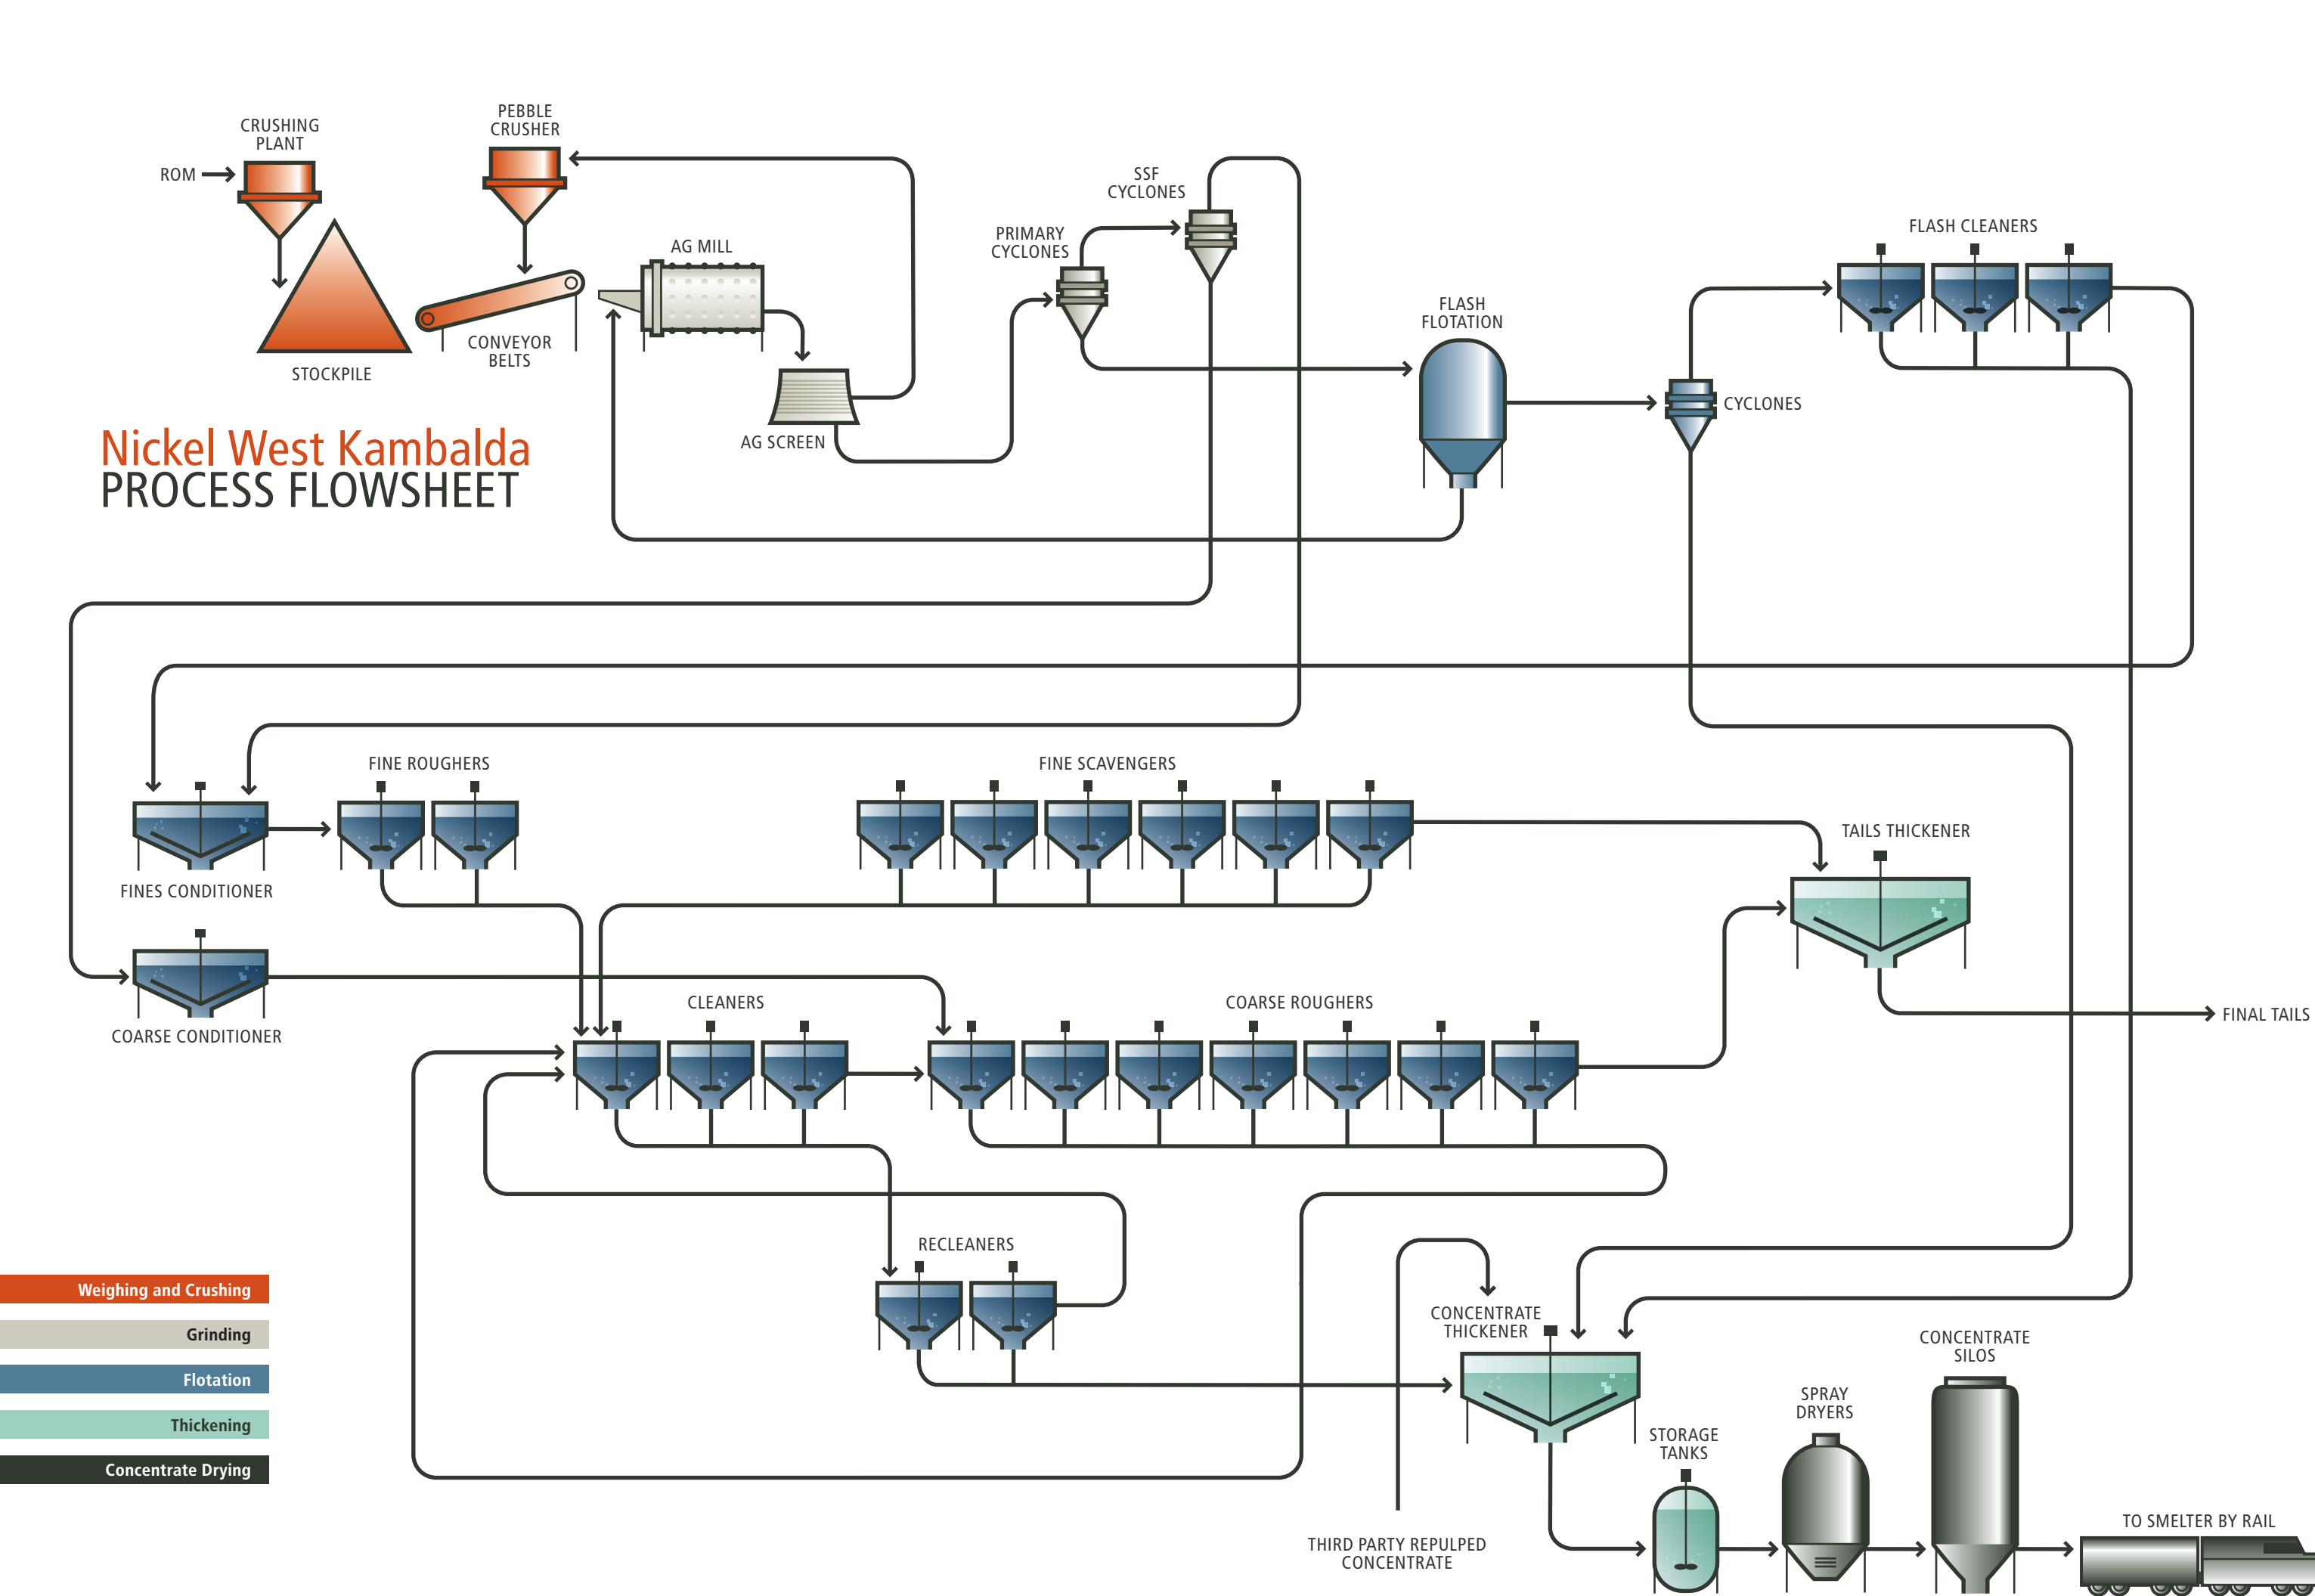 CRUSHING
PLANT
ROM
STOCKPILE
PEBBLE
CRUSHER
CONVEYOR
BELTS
AG MILL
AG SCREEN
PRIMARY
CYCLONES
SSF
CYCLONES
FLASH
FLOTATION
CYCLONES
FLASH CLEANERS
Nickel West Kambalda
PROCESS FLOWSHEET
FINE ROUGHERS
FINE SCAVENGERS
TAILS THICKENER
FINES CONDITIONER
COARSE CONDITIONER
CLEANERS
COARSE ROUGHERS
FINAL TAILS
RECLEANERS
CONCENTRATE
THICKENER
CONCENTRATE
SILOS
SPRAY
DRYERS
STORAGE
TANKS
THIRD PARTY REPULPED
CONCENTRATE
TO SMELTER BY RAIL
Weighing and Crushing
Grinding
Flotation
Thickening
Concentrate Drying